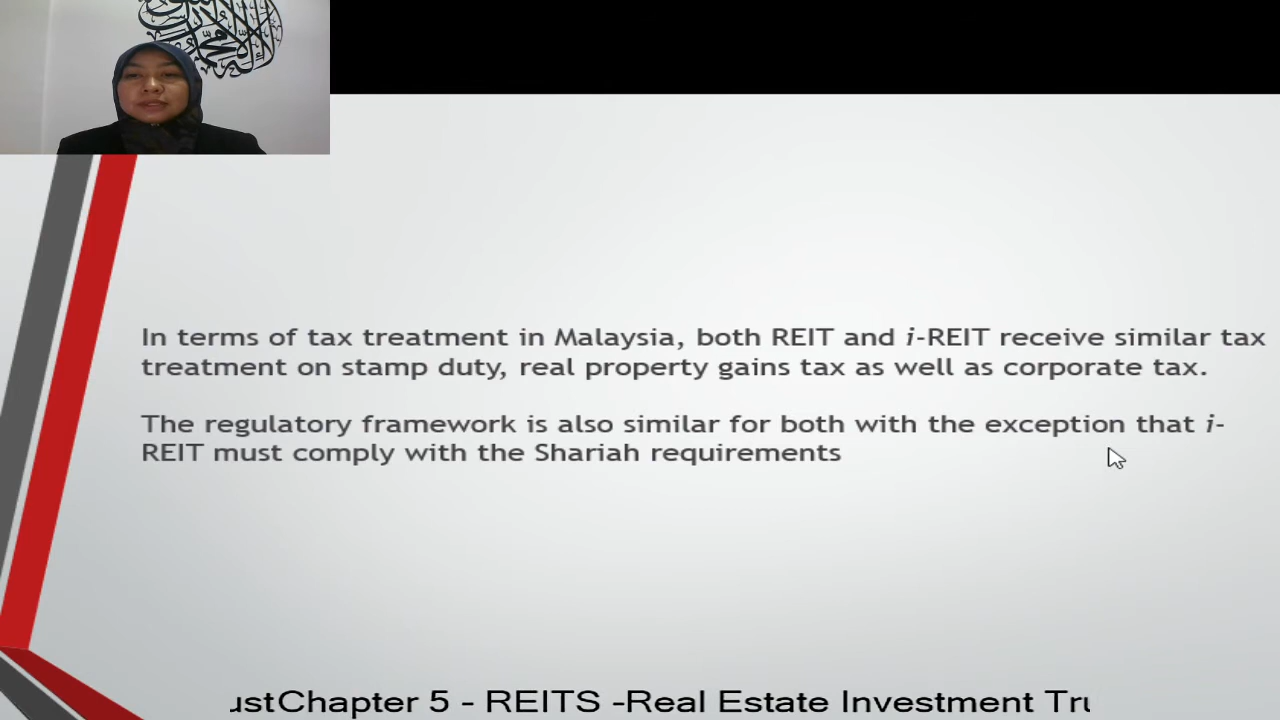 In terms of tax treatment in Malaysia, both REIT and i-REIT receive similar tax
treatment on stamp duty, real property gains tax as well as corporate tax.
The regulatory framework is also similar for both with the exception that i-
REIT must comply with the Shariah requirements
Chapter 5 - REITS -Real Estate Investment